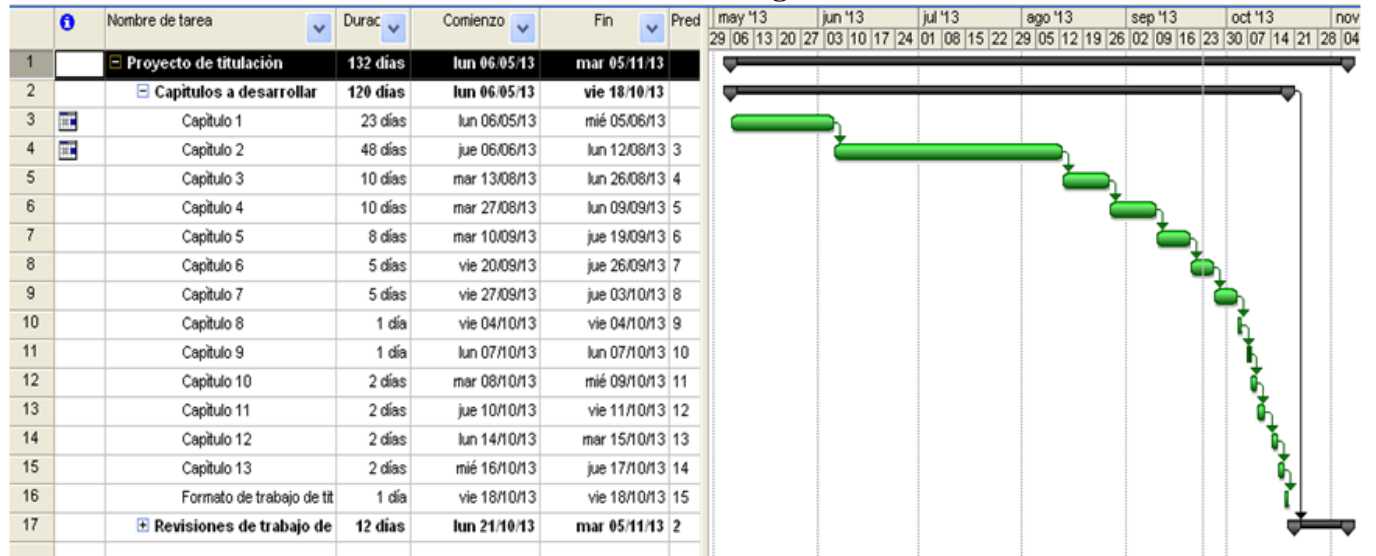 Nombre de tarea Durac Comienzo Fin Pred may '13 jun '13 jul '13 ago '13 sep '13 oct '13 nov
29 06 13 20 27 03 10 17 24 01 08 15 22 29 05 12 19 26 02 09 16 23 30 07 14 21 28 04
1 Proyecto de titulación 132 días lun 06/05/13 mar 05/11/13
2 Capítulos a desarrollar 120 días lun 06/05/13 vie 18/10/13
3 Capítulo 1 23 días lun 06/05/13 mié 05/06/13
4 Capítulo 2 48 días jue 06/06/13 lun 12/08/13 3
5 Capítulo 3 10 días mar 13/08/13 lun 26/08/13 4
6 Capítulo 4 10 días mar 27/08/13 lun 09/09/13 5
7 Capítulo 5 8 días mar 10/09/13 jue 19/09/13 6
8 Capítulo 6 5 días vie 20/09/13 jue 26/09/13 7
9 Capítulo 7 5 días vie 27/09/13 jue 03/10/13 8
10 Capítulo 8 1 día vie 04/10/13 vie 04/10/13 9
11 Capítulo 9 1 día lun 07/10/13 lun 07/10/13 10
12 Capítulo 10 2 días mar 08/10/13 mié 09/10/13 11
13 Capítulo 11 2 días jue 10/10/13 vie 11/10/13 12
14 Capítulo 12 2 días lun 14/10/13 mar 15/10/13 13
15 Capítulo 13 2 días mié 16/10/13 jue 17/10/13 14
16 Formato de trabajo de tit 1 día vie 18/10/13 vie 18/10/13 15
17 Revisiones de trabajo de 12 días lun 21/10/13 mar 05/11/13 2